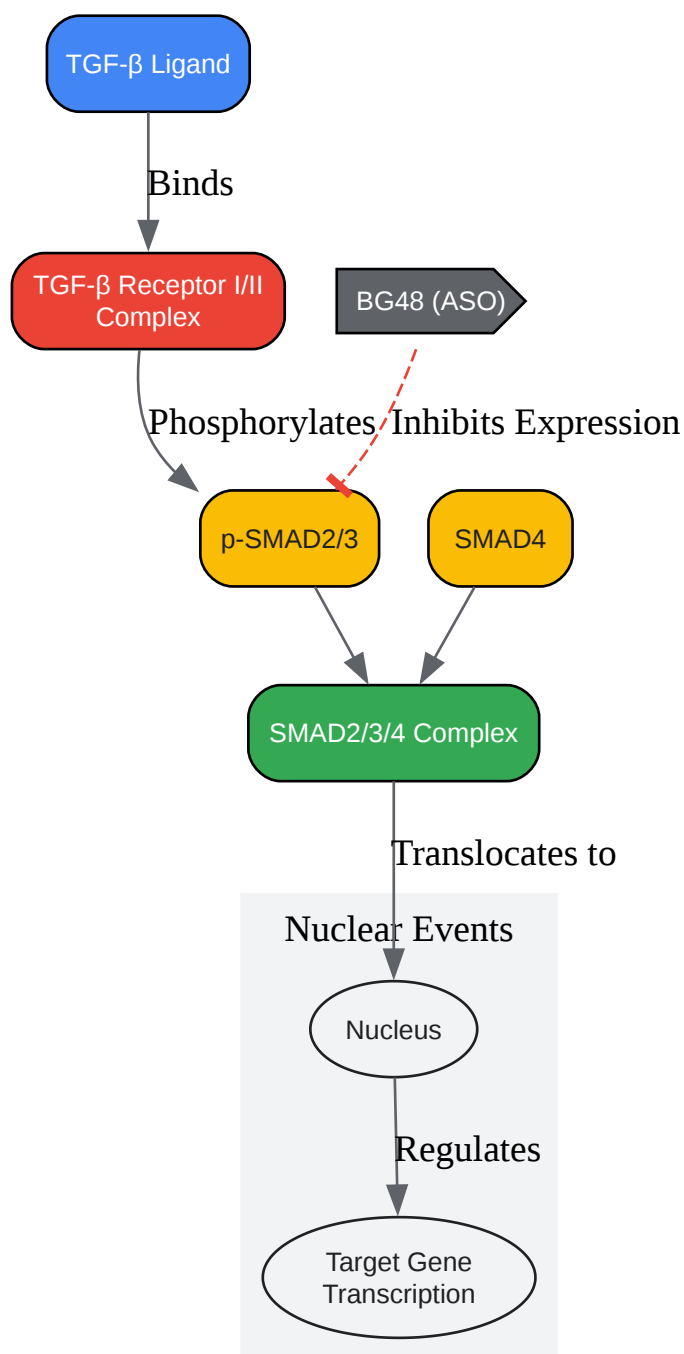 TGF-β Ligand
Binds
TGF-β Receptor I/II
Complex
BG48 (ASO)
Phosphorylates
Inhibits Expression
p-SMAD2/3
SMAD4
SMAD2/3/4 Complex
Translocates to
Nuclear Events
Nucleus
Regulates
Target Gene
Transcription